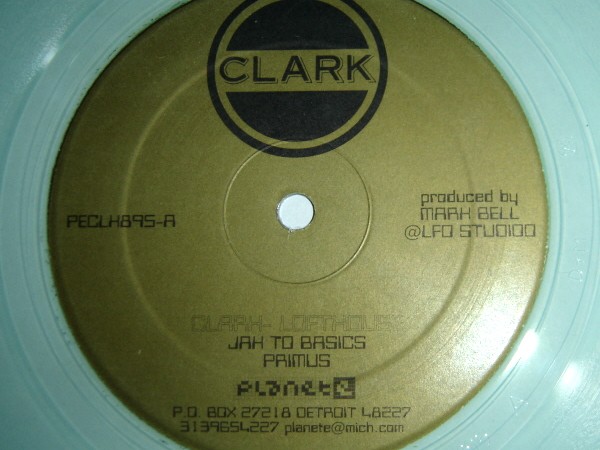 CLARK
PECLK895-A
produced by
MARK BELL
@LFO STUDIOO
CLARK- LOFTHOUSE
JAK TO BASICS
PRIMUS
planet e
P.O. BOX 27218 DETROIT 48227
3139654227 planete@mich.com